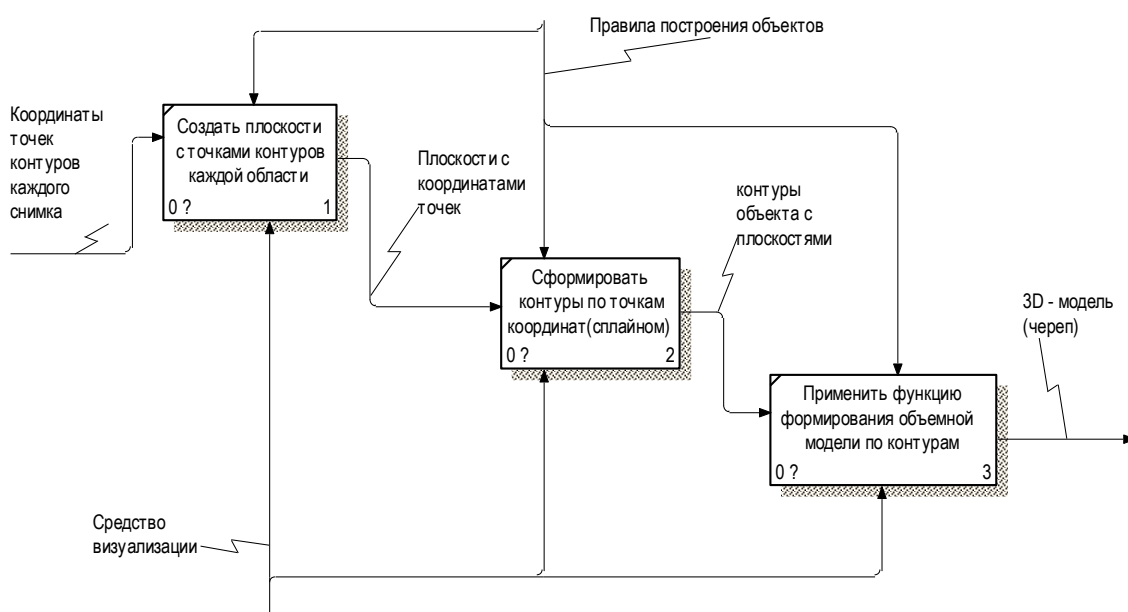 Правила построения объектов
Координаты
точек
контуров
каждого
снимка
Создать плоскости
с точками контуров
каждой области
0 ?
1
Плоскости с
координатами
точек
контуры
объекта с
плоскостями
Сформировать
контуры по точкам
координат(сплайном)
0 ?
2
3D - модель
(череп)
Применить функцию
формирования объемной
модели по контурам
0 ?
3
Средство
визуализации